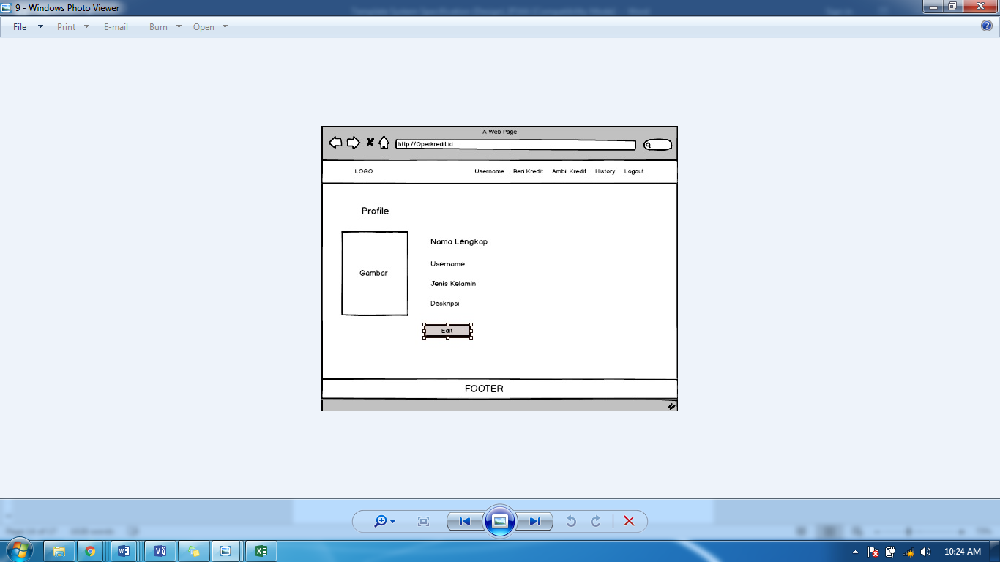 9 - Windows Photo Viewer
File Print E-mail Burn Open
A Web Page
http://Operkredit.id
LOGO Username Beri Kredit Ambil Kredit History Logout
Profile
Gambar
Nama Lengkap
Username
Jenis Kelamin
Deskripsi
Edit
FOOTER
10:24 AM